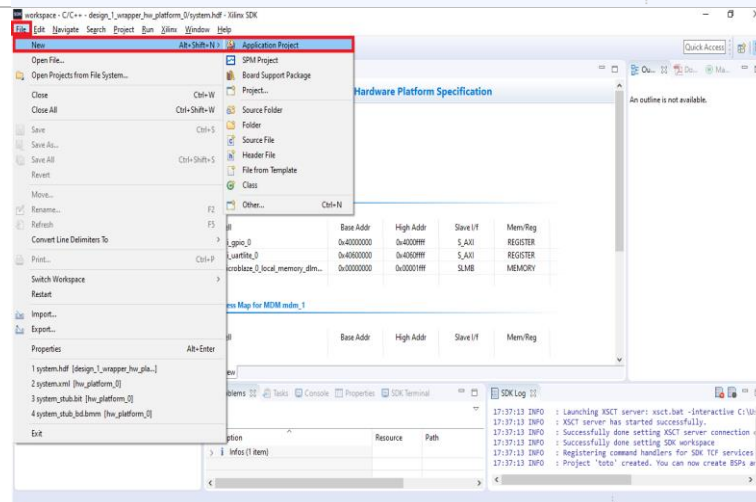 workspace - C/C++ - design_1_wrapper_hw_platform_0/system.hdf - Xilinx SDK
File Edit Navigate Search Project Run Xilinx Window Help
Quick Access
New Alt+Shift+N >
Open File...
Open Projects from File System...
Close Ctrl+W
Close All Ctrl+Shift+W
Save Ctrl+S
Save As...
Save All Ctrl+Shift+S
Revert
Move...
Rename... F2
Refresh F5
Convert Line Delimiters To >
Print... Ctrl+P
Switch Workspace >
Restart
Import...
Export...
Properties Alt+Enter
1 system.hdf [design_1_wrapper_hw_pla...]
2 system.xml [hw_platform_0]
3 system_stub.bit [hw_platform_0]
4 system_stub_bd.bmm [hw_platform_0]
Exit
Application Project
SPM Project
Board Support Package
Project...
Source Folder
Folder
Source File
Header File
File from Template
Class
Other... Ctrl+N
Hardware Platform Specification
Base Addr High Addr Slave I/f Mem/Reg
i_gpio_0 0x40000000 0x4000ffff S_AXI REGISTER
i_uartlite_0 0x40600000 0x4060ffff S_AXI REGISTER
icroblaze_0_local_memory_dlm... 0x00000000 0x00001fff SLMB MEMORY
ess Map for MDM mdm_1
Base Addr High Addr Slave I/f Mem/Reg
ew
Ou... Do... Ma...
An outline is not available.
blems Tasks Console Properties SDK Terminal
ption Resource Path
Infos (1 item)
SDK Log
17:37:13 INFO : Launching XSCT server: xsct.bat -interactive C:\Us
17:37:13 INFO : XSCT server has started successfully.
17:37:13 INFO : Successfully done setting XSCT server connection
17:37:13 INFO : Successfully done setting SDK workspace
17:37:13 INFO : Registering command handlers for SDK TCF services
17:37:13 INFO : Project 'toto' created. You can now create BSPs a